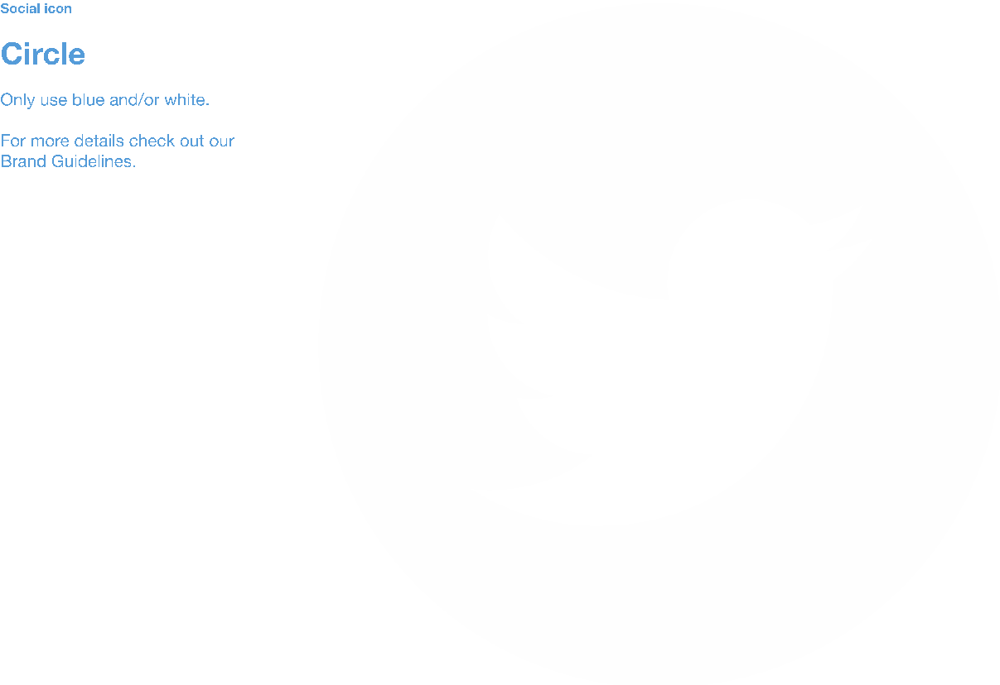 Social icon
Circle
Only use blue and/or white.
For more details check out our
Brand Guidelines.